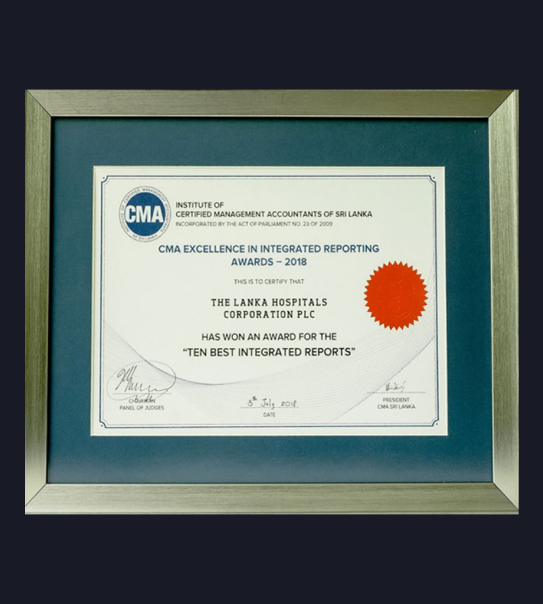 CMA
INSTITUTE OF
CERTIFIED MANAGEMENT ACCOUNTANTS OF SRI LANKA
INCORPORATED BY THE ACT OF PARLIAMENT NO. 23 OF 2009
CMA EXCELLENCE IN INTEGRATED REPORTING
AWARDS – 2018
THIS IS TO CERTIFY THAT
THE LANKA HOSPITALS
CORPORATION PLC
HAS WON AN AWARD FOR THE
“TEN BEST INTEGRATED REPORTS”
CHAIRMAN
PANEL OF JUDGES
5th July 2018
DATE
PRESIDENT
CMA SRI LANKA